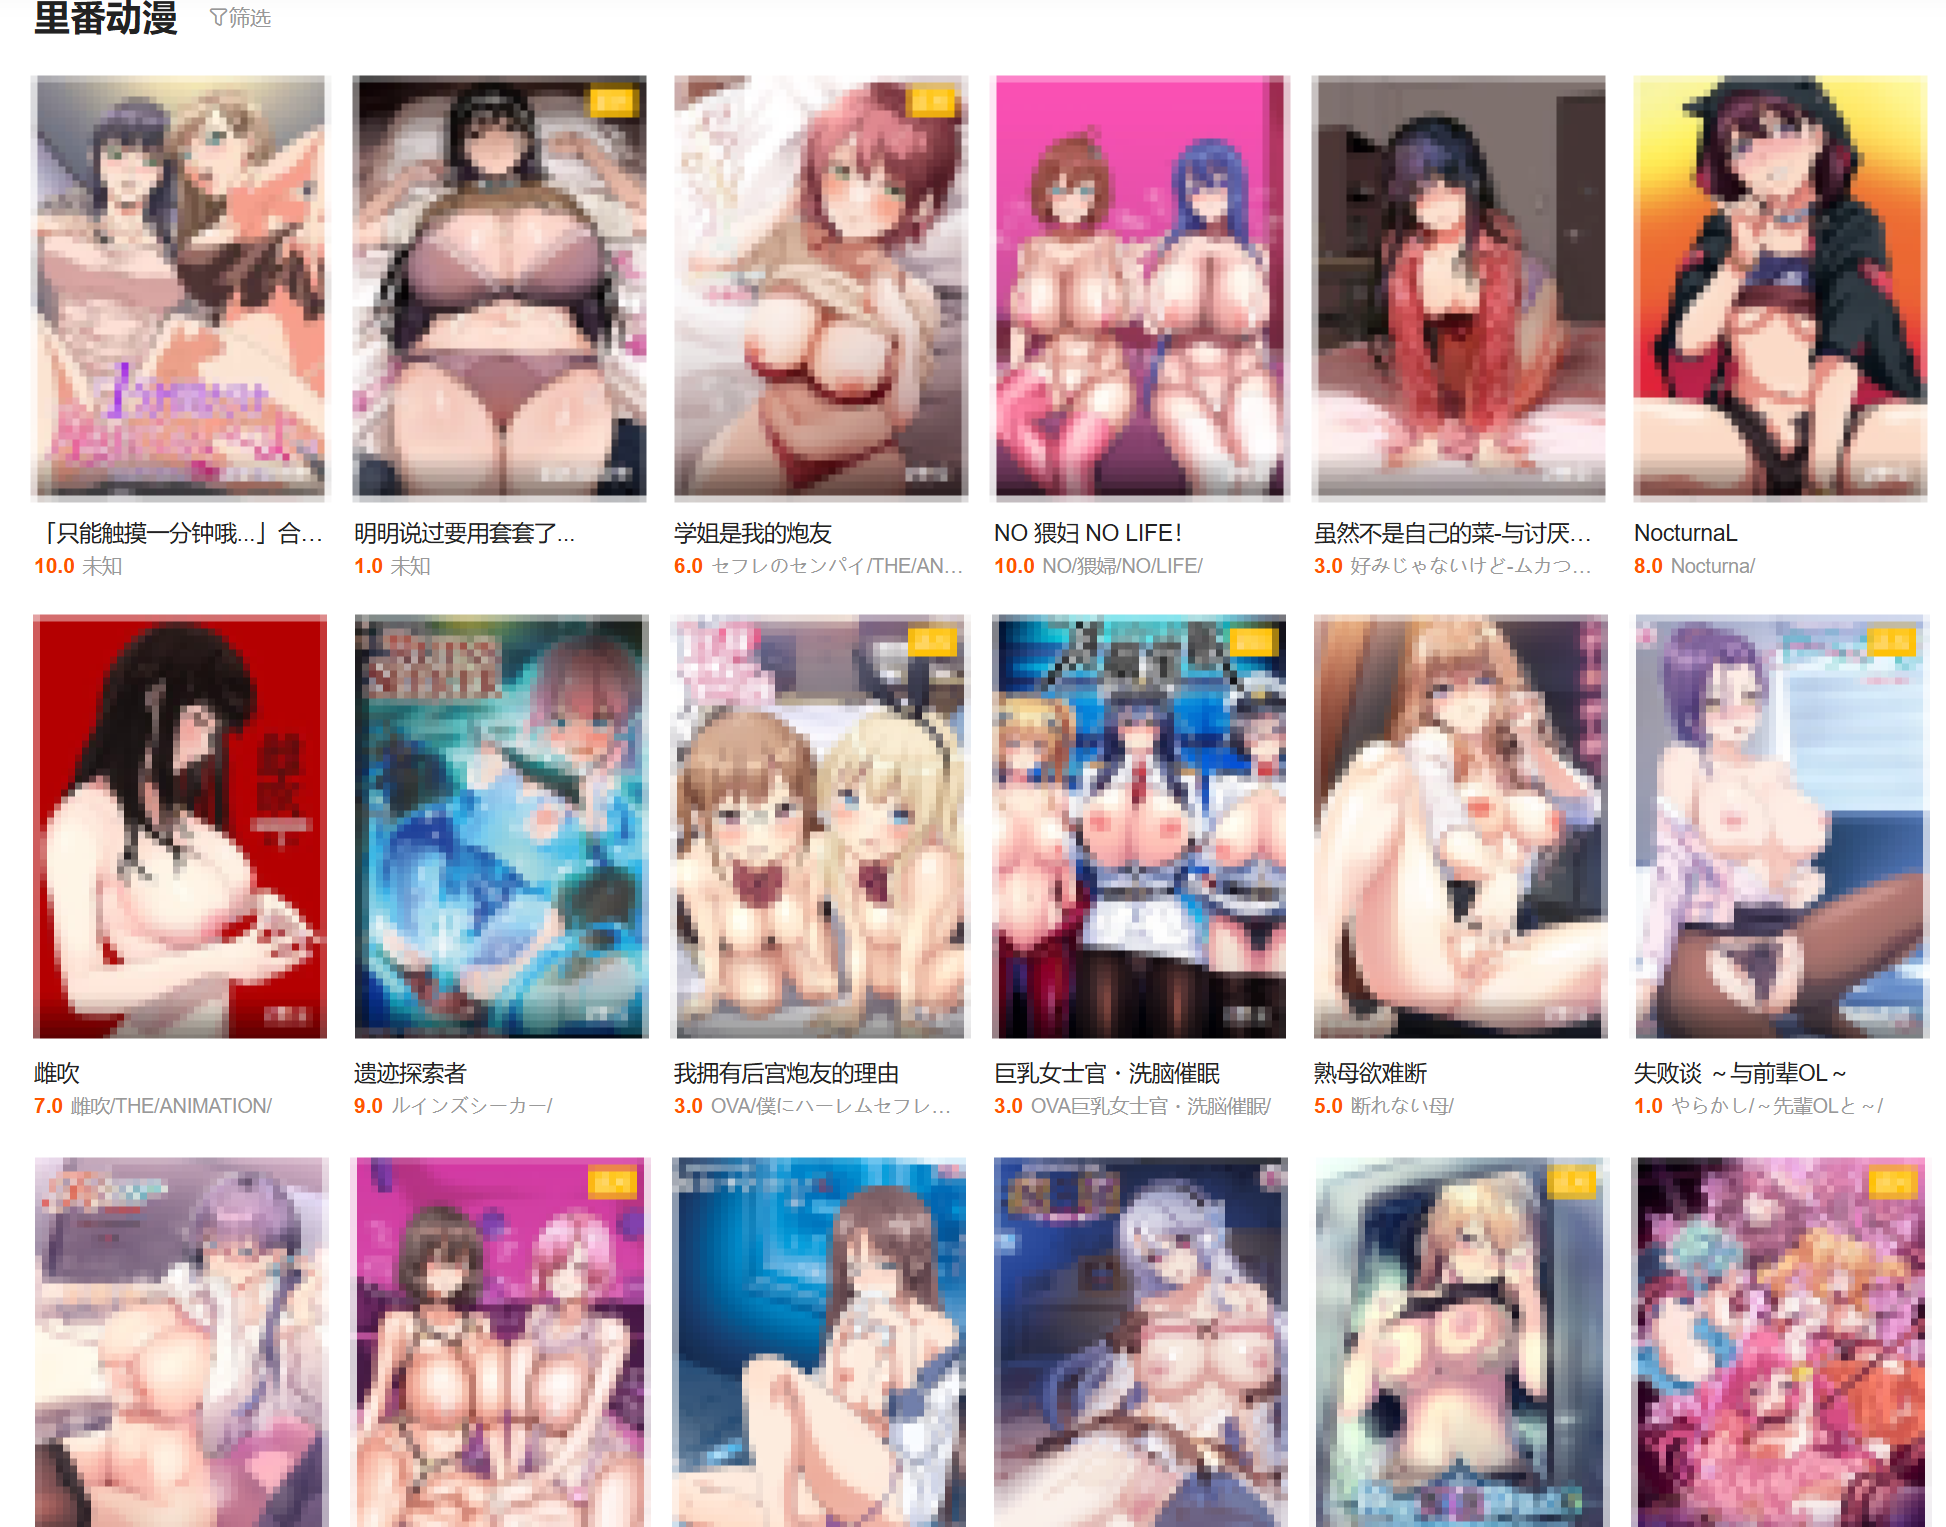 里番动漫 筛选
「只能触摸一分钟哦...」合...
10.0 未知
明明说过要用套套了...
1.0 未知
学姐是我的炮友
6.0 セフレのセンパイ/THE/AN...
NO 猥妇 NO LIFE!
10.0 NO/猥婦/NO/LIFE/
虽然不是自己的菜-与讨厌...
3.0 好みじゃないけど-ムカつ...
NocturnaL
8.0 Nocturna/
雌吹
7.0 雌吹/THE/ANIMATION/
遗迹探索者
9.0 ルインズシーカー/
我拥有后宫炮友的理由
3.0 OVA/僕にハーレムセフレ...
巨乳女士官・洗脑催眠
3.0 OVA巨乳女士官・洗脳催眠/
熟母欲难断
5.0 断れない母/
失败谈 ～与前辈OL～
1.0 やらかし/～先輩OLと～/